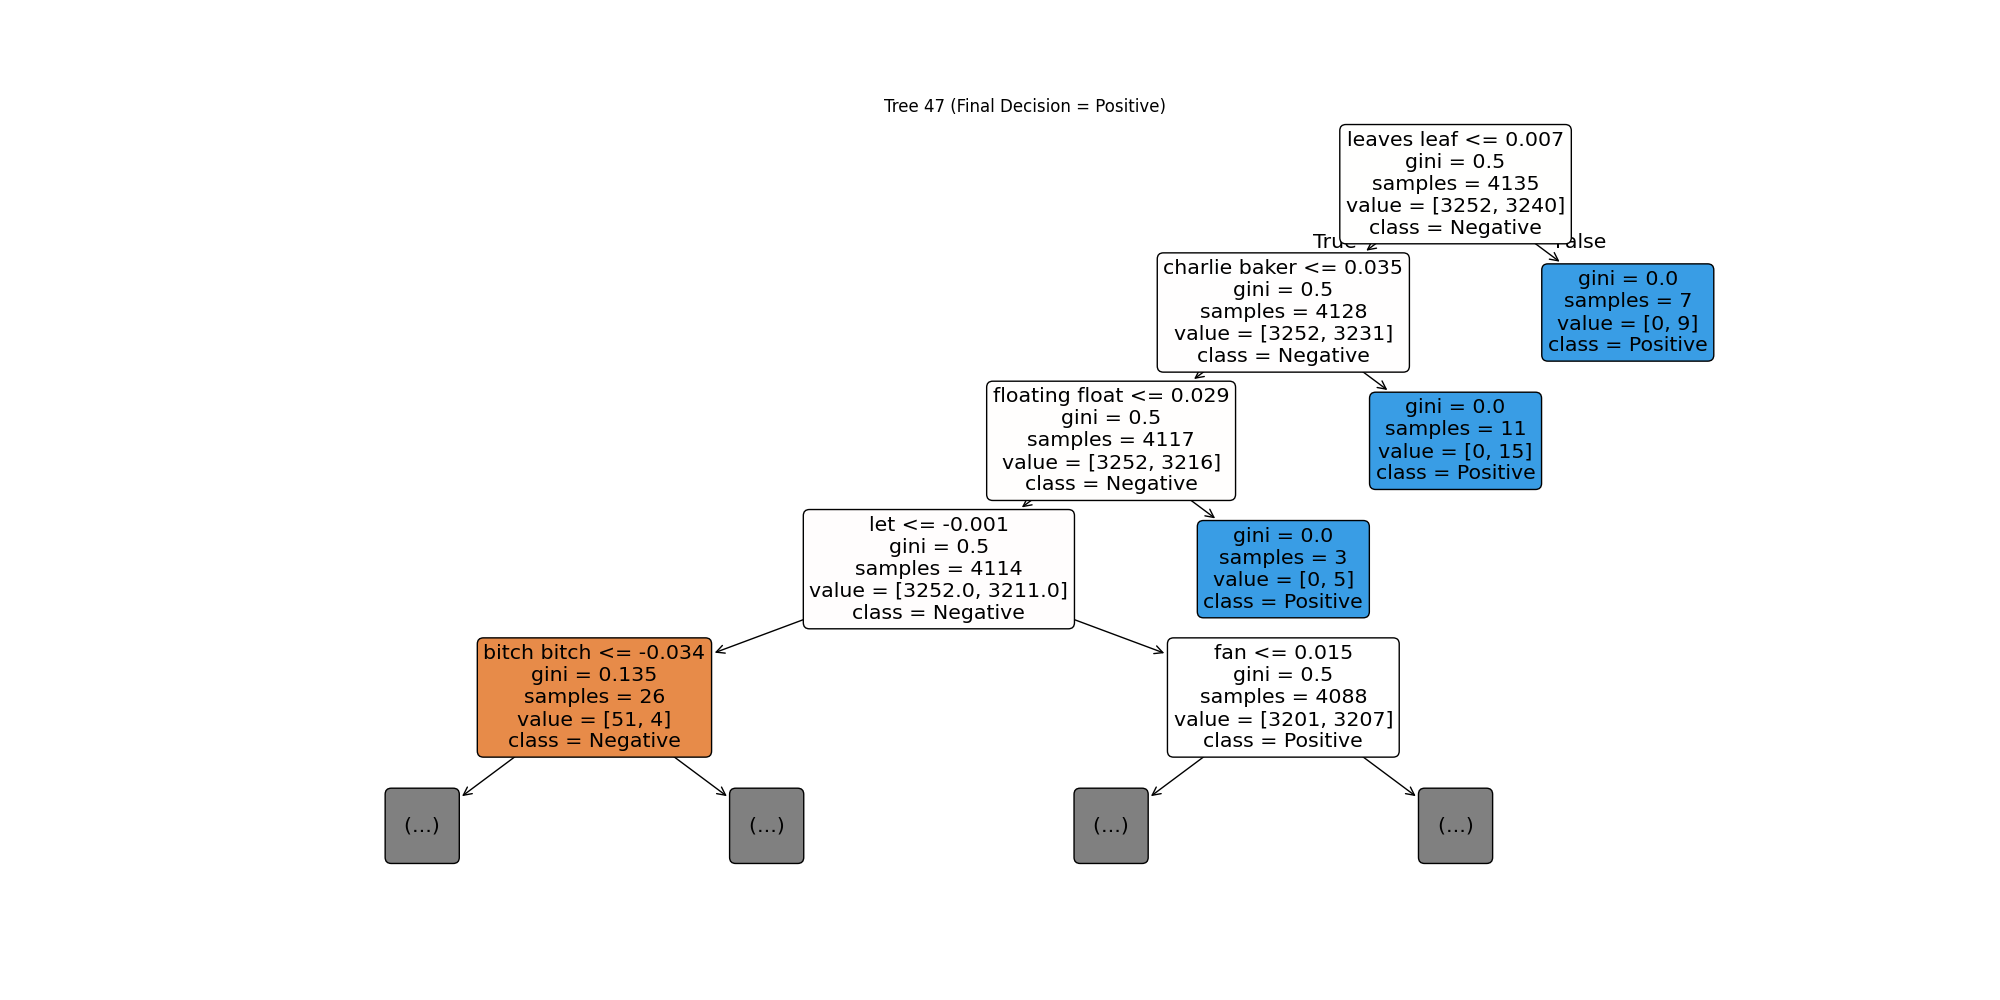 Tree 47 (Final Decision = Positive)
leaves leaf <= 0.007
gini = 0.5
samples = 4135
value = [3252, 3240]
class = Negative
True
False
charlie baker <= 0.035
gini = 0.5
samples = 4128
value = [3252, 3231]
class = Negative
gini = 0.0
samples = 7
value = [0, 9]
class = Positive
floating float <= 0.029
gini = 0.5
samples = 4117
value = [3252, 3216]
class = Negative
gini = 0.0
samples = 11
value = [0, 15]
class = Positive
let <= -0.001
gini = 0.5
samples = 4114
value = [3252.0, 3211.0]
class = Negative
gini = 0.0
samples = 3
value = [0, 5]
class = Positive
bitch bitch <= -0.034
gini = 0.135
samples = 26
value = [51, 4]
class = Negative
fan <= 0.015
gini = 0.5
samples = 4088
value = [3201, 3207]
class = Positive
(...)
(...)
(...)
(...)